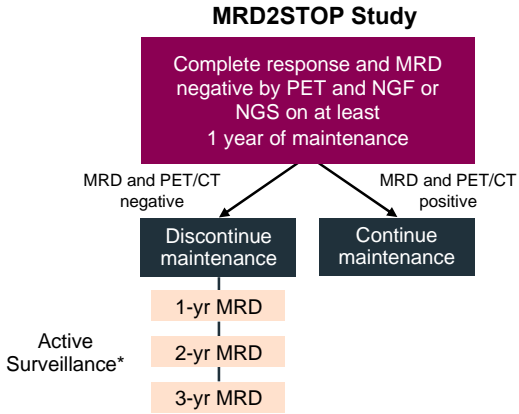 MRD2STOP Study
Complete response and MRD
negative by PET and NGF or
NGS on at least
1 year of maintenance
MRD and PET/CT
negative
MRD and PET/CT
positive
Discontinue
maintenance
Continue
maintenance
1-yr MRD
Active
Surveillance*
2-yr MRD
3-yr MRD